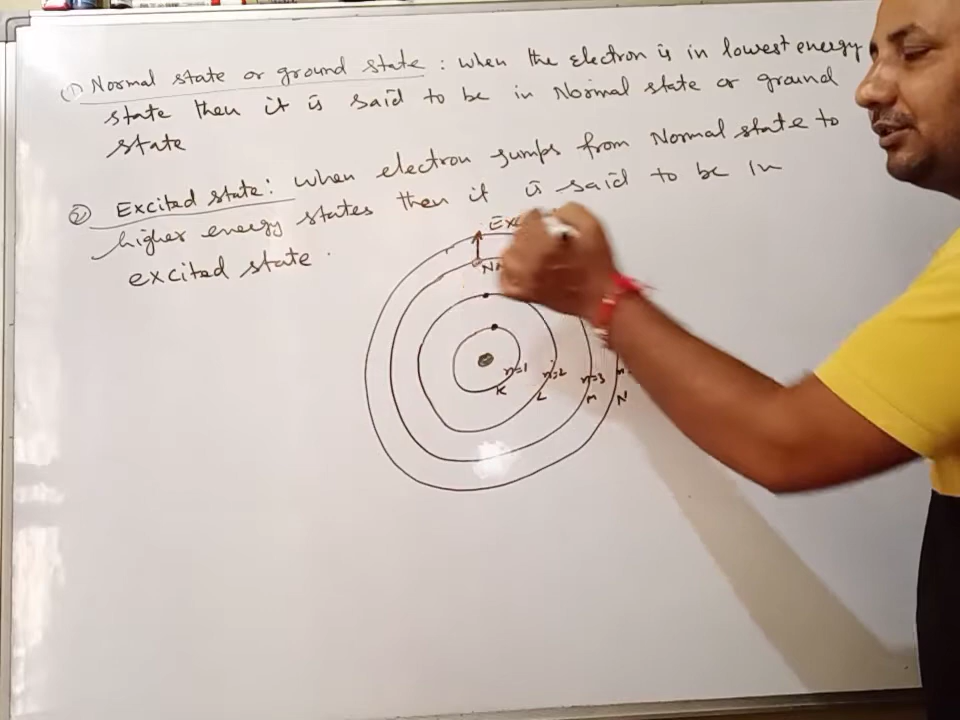 ① Normal state or ground state : when the electron is in lowest energy
state then it is said to be in Normal state or ground
state
② Excited state : When electron jumps from Normal state to
higher energy states then it is said to be in
excited state .
n=1
n=2
n=3
K
L
M
N